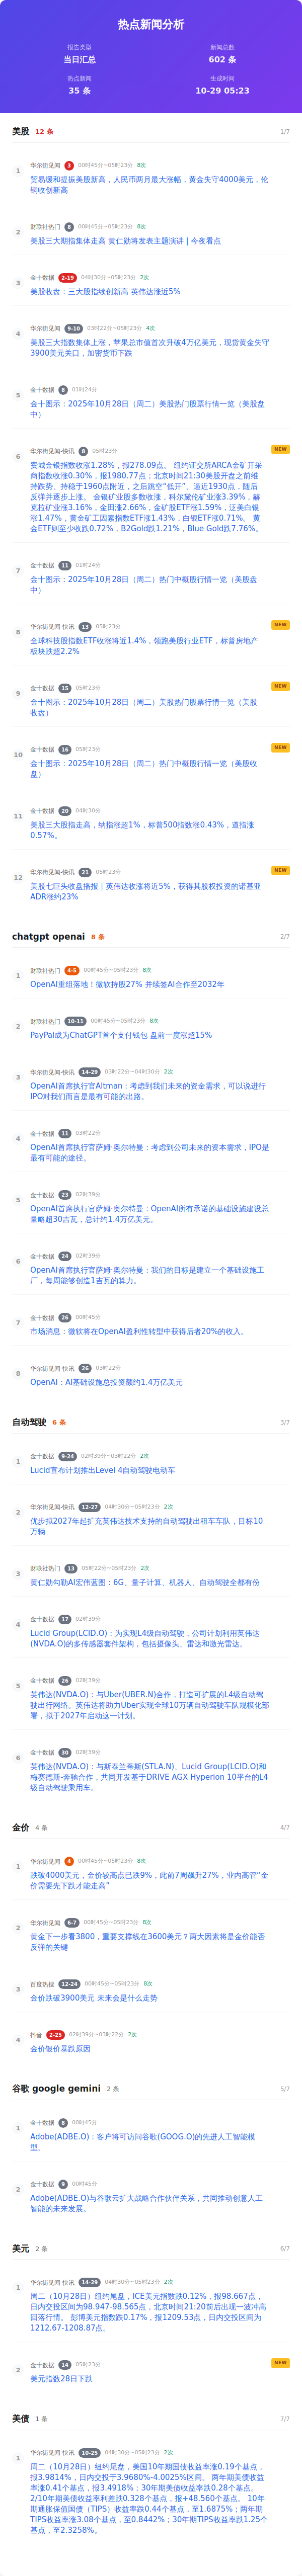 热点新闻分析
报告类型
当日汇总
新闻总数
602 条
热点新闻
35 条
生成时间
10-29 05:23
美股 12 条 1/7
1
华尔街见闻 3 00时45分~05时23分 8次
贸易缓和提振美股新高，人民币两月最大涨幅，黄金失守4000美元，伦
铜收创新高
2
财联社热门 8 00时45分~05时23分 8次
美股三大期指集体走高 黄仁勋将发表主题演讲 | 今夜看点
3
金十数据 2-19 04时30分~05时23分 2次
美股收盘：三大股指续创新高 英伟达涨近5%
4
华尔街见闻 9-10 03时22分~05时23分 4次
美股三大指数集体上涨，苹果总市值首次升破4万亿美元，现货黄金失守
3900美元关口，加密货币下跌
5
金十数据 8 01时24分
金十图示：2025年10月28日（周二）美股热门股票行情一览（美股盘
中）
6
华尔街见闻-快讯 8 05时23分 NEW
费城金银指数收涨1.28%，报278.09点。 纽约证交所ARCA金矿开采
商指数收涨0.30%，报1980.77点；北京时间21:30美股开盘之前维
持跌势、持稳于1960点附近，之后跳空“低开”、逼近1930点，随后
反弹并逐步上涨。 金银矿业股多数收涨，科尔黛伦矿业涨3.39%，赫
克拉矿业涨3.16%，金田涨2.66%，金矿股ETF涨1.59%，泛美白银
涨1.47%，黄金矿工因素指数ETF涨1.43%，白银ETF涨0.71%。 黄
金ETF则至少收跌0.72%，B2Gold跌1.21%，Blue Gold跌7.76%。
7
金十数据 11 01时24分
金十图示：2025年10月28日（周二）热门中概股行情一览（美股盘
中）
8
华尔街见闻-快讯 13 05时23分 NEW
全球科技股指数ETF收涨将近1.4%，领跑美股行业ETF，标普房地产
板块跌超2.2%
9
金十数据 15 05时23分 NEW
金十图示：2025年10月28日（周二）美股热门股票行情一览（美股
收盘）
10
金十数据 16 05时23分 NEW
金十图示：2025年10月28日（周二）热门中概股行情一览（美股收
盘）
11
金十数据 20 04时30分
美股三大股指走高，纳指涨超1%，标普500指数涨0.43%，道指涨
0.57%。
12
华尔街见闻-快讯 21 05时23分 NEW
美股七巨头收盘播报｜英伟达收涨将近5%，获得其股权投资的诺基亚
ADR涨约23%
chatgpt openai 8 条 2/7
1
财联社热门 4-5 00时45分~05时23分 8次
OpenAI重组落地！微软持股27% 并续签AI合作至2032年
2
财联社热门 10-11 00时45分~05时23分 8次
PayPal成为ChatGPT首个支付钱包 盘前一度涨超15%
3
华尔街见闻-快讯 14-29 03时22分~04时30分 2次
OpenAI首席执行官Altman：考虑到我们未来的资金需求，可以说进行
IPO对我们而言是最有可能的出路。
4
金十数据 11 03时22分
OpenAI首席执行官萨姆·奥尔特曼：考虑到公司未来的资本需求，IPO是
最有可能的途径。
5
金十数据 23 02时39分
OpenAI首席执行官萨姆·奥尔特曼：OpenAI所有承诺的基础设施建设总
量略超30吉瓦，总计约1.4万亿美元。
6
金十数据 24 02时39分
OpenAI首席执行官萨姆·奥尔特曼：我们的目标是建立一个基础设施工
厂，每周能够创造1吉瓦的算力。
7
金十数据 26 00时45分
市场消息：微软将在OpenAI盈利性转型中获得后者20%的收入。
8
华尔街见闻-快讯 26 03时22分
OpenAI：AI基础设施总投资额约1.4万亿美元
自动驾驶 6 条 3/7
1
金十数据 9-24 02时39分~03时22分 2次
Lucid宣布计划推出Level 4自动驾驶电动车
2
华尔街见闻-快讯 12-27 04时30分~05时23分 2次
优步拟2027年起扩充英伟达技术支持的自动驾驶出租车车队，目标10
万辆
3
财联社热门 13 05时22分~05时23分 2次
黄仁勋勾勒AI宏伟蓝图：6G、量子计算、机器人、自动驾驶全都有份
4
金十数据 17 02时39分
Lucid Group(LCID.O)：为实现L4级自动驾驶，公司计划利用英伟达
(NVDA.O)的多传感器套件架构，包括摄像头、雷达和激光雷达。
5
金十数据 26 02时39分
英伟达(NVDA.O)：与Uber(UBER.N)合作，打造可扩展的L4级自动驾
驶出行网络。英伟达将助力Uber实现全球10万辆自动驾驶车队规模化部
署，拟于2027年启动这一计划。
6
金十数据 30 02时39分
英伟达(NVDA.O)：与斯泰兰蒂斯(STLA.N)、Lucid Group(LCID.O)和
梅赛德斯-奔驰合作，共同开发基于DRIVE AGX Hyperion 10平台的L4
级自动驾驶乘用车。
金价 4 条 4/7
1
华尔街见闻 4 00时45分~05时23分 8次
跌破4000美元，金价较高点已跌9%，此前7周飙升27%，业内高管“金
价需要先下跌才能走高”
2
华尔街见闻 6-7 00时45分~05时23分 8次
黄金下一步看3800，重要支撑线在3600美元？两大因素将是金价能否
反弹的关键
3
百度热搜 12-24 00时45分~05时23分 8次
金价跌破3900元 未来会是什么走势
4
抖音 2-25 02时39分~03时22分 2次
金价银价暴跌原因
谷歌 google gemini 2 条 5/7
1
金十数据 8 00时45分
Adobe(ADBE.O)：客户将可访问谷歌(GOOG.O)的先进人工智能模
型。
2
金十数据 9 00时45分
Adobe(ADBE.O)与谷歌云扩大战略合作伙伴关系，共同推动创意人工
智能的未来发展。
美元 2 条 6/7
1
华尔街见闻-快讯 14-29 04时30分~05时23分 2次
周二（10月28日）纽约尾盘，ICE美元指数跌0.12%，报98.667点，
日内交投区间为98.947-98.565点，北京时间21:20前后出现一波冲高
回落行情。 彭博美元指数跌0.17%，报1209.53点，日内交投区间为
1212.67-1208.87点。
2
金十数据 14 05时23分 NEW
美元指数28日下跌
美债 1 条 7/7
1
华尔街见闻-快讯 10-25 04时30分~05时23分 2次
周二（10月28日）纽约尾盘，美国10年期国债收益率涨0.19个基点，
报3.9814%，日内交投于3.9680%-4.0025%区间。 两年期美债收益
率涨0.41个基点，报3.4918%；30年期美债收益率跌0.28个基点。
2/10年期美债收益率利差跌0.328个基点，报+48.560个基点。 10年
期通胀保值国债（TIPS）收益率跌0.44个基点，至1.6875%；两年期
TIPS收益率涨3.08个基点，至0.8442%；30年期TIPS收益率跌1.25个
基点，至2.3258%。